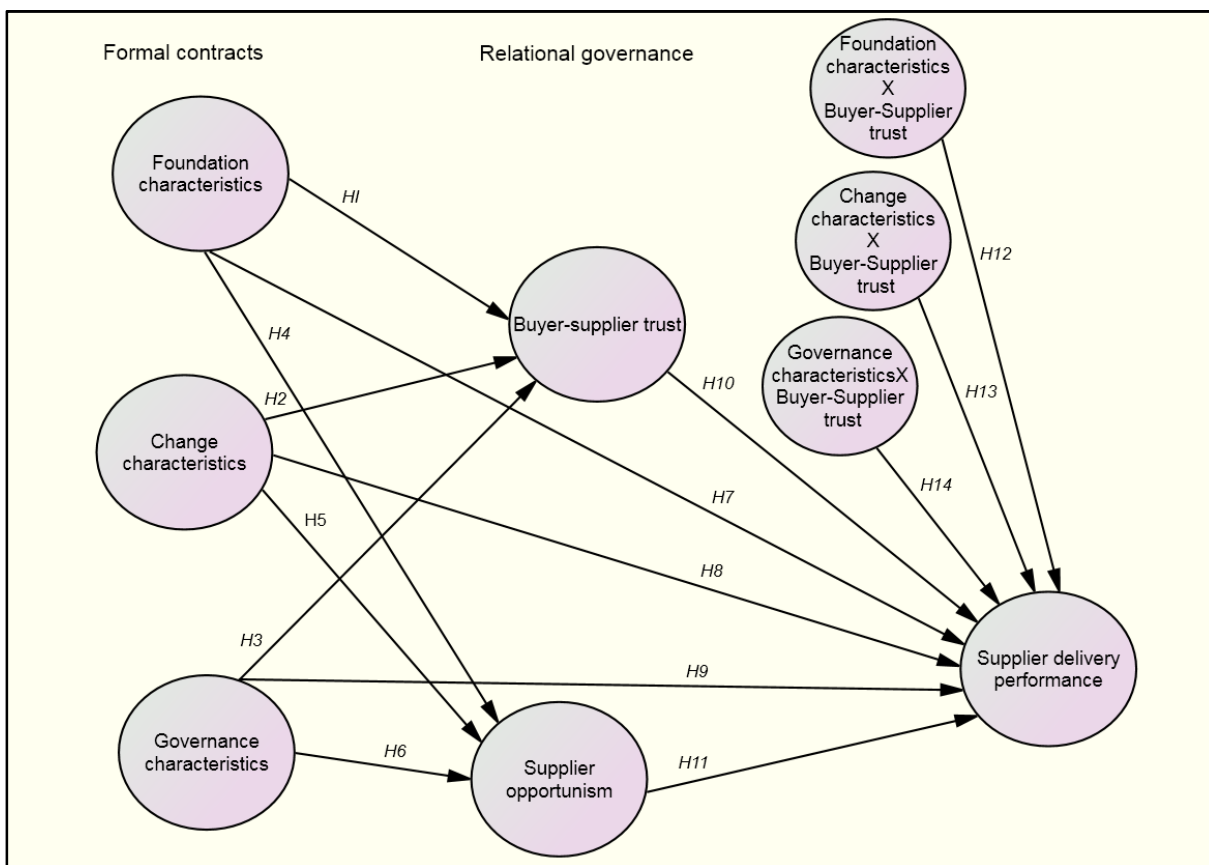 Formal contracts
Relational governance
Foundation
characteristics
X
Buyer-Supplier
trust
Foundation
characteristics
HI
Change
characteristics
X
Buyer-Supplier
trust
H12
Buyer-supplier trust
H4
Governance
characteristicsX
Buyer-Supplier
trust
H10
H13
H2
Change
characteristics
H14
H7
H5
H8
H3
Supplier delivery
performance
H9
Governance
characteristics
H6
Supplier
opportunism
H11